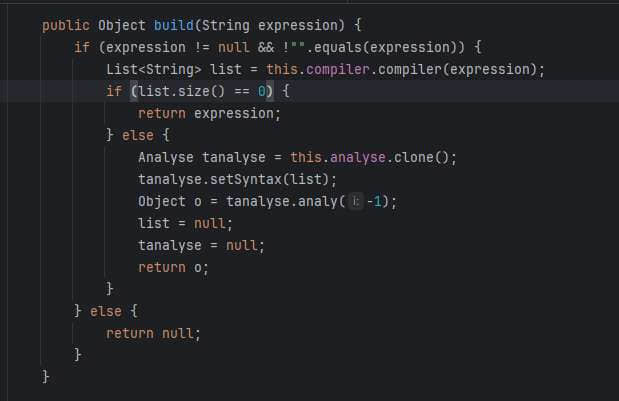 public Object build(String expression) {
    if (expression != null && !"".equals(expression)) {
        List<String> list = this.compiler.compiler(expression);
        if (list.size() == 0) {
            return expression;
        } else {
            Analyse tanalyse = this.analyse.clone();
            tanalyse.setSyntax(list);
            Object o = tanalyse.analy( i: -1);
            list = null;
            tanalyse = null;
            return o;
        }
    } else {
        return null;
    }
}